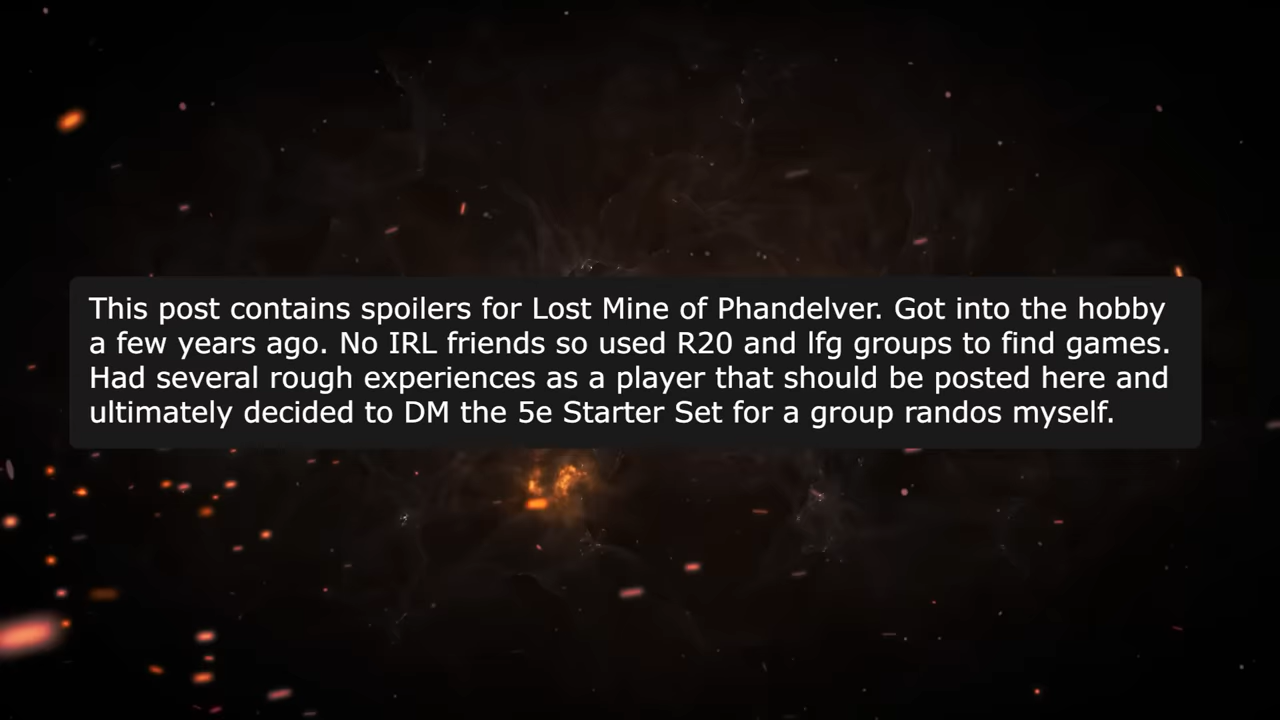 This post contains spoilers for Lost Mine of Phandelver. Got into the hobby
a few years ago. No IRL friends so used R20 and lfg groups to find games.
Had several rough experiences as a player that should be posted here and
ultimately decided to DM the 5e Starter Set for a group randos myself.